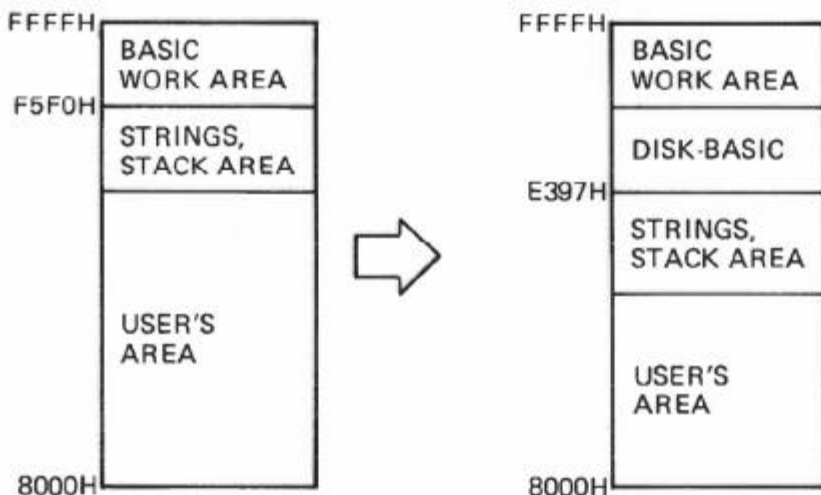 FFFFH
BASIC
WORK AREA
F5F0H
STRINGS,
STACK AREA
USER'S
AREA
8000H
FFFFH
BASIC
WORK AREA
DISK-BASIC
E397H
STRINGS,
STACK AREA
USER'S
AREA
8000H